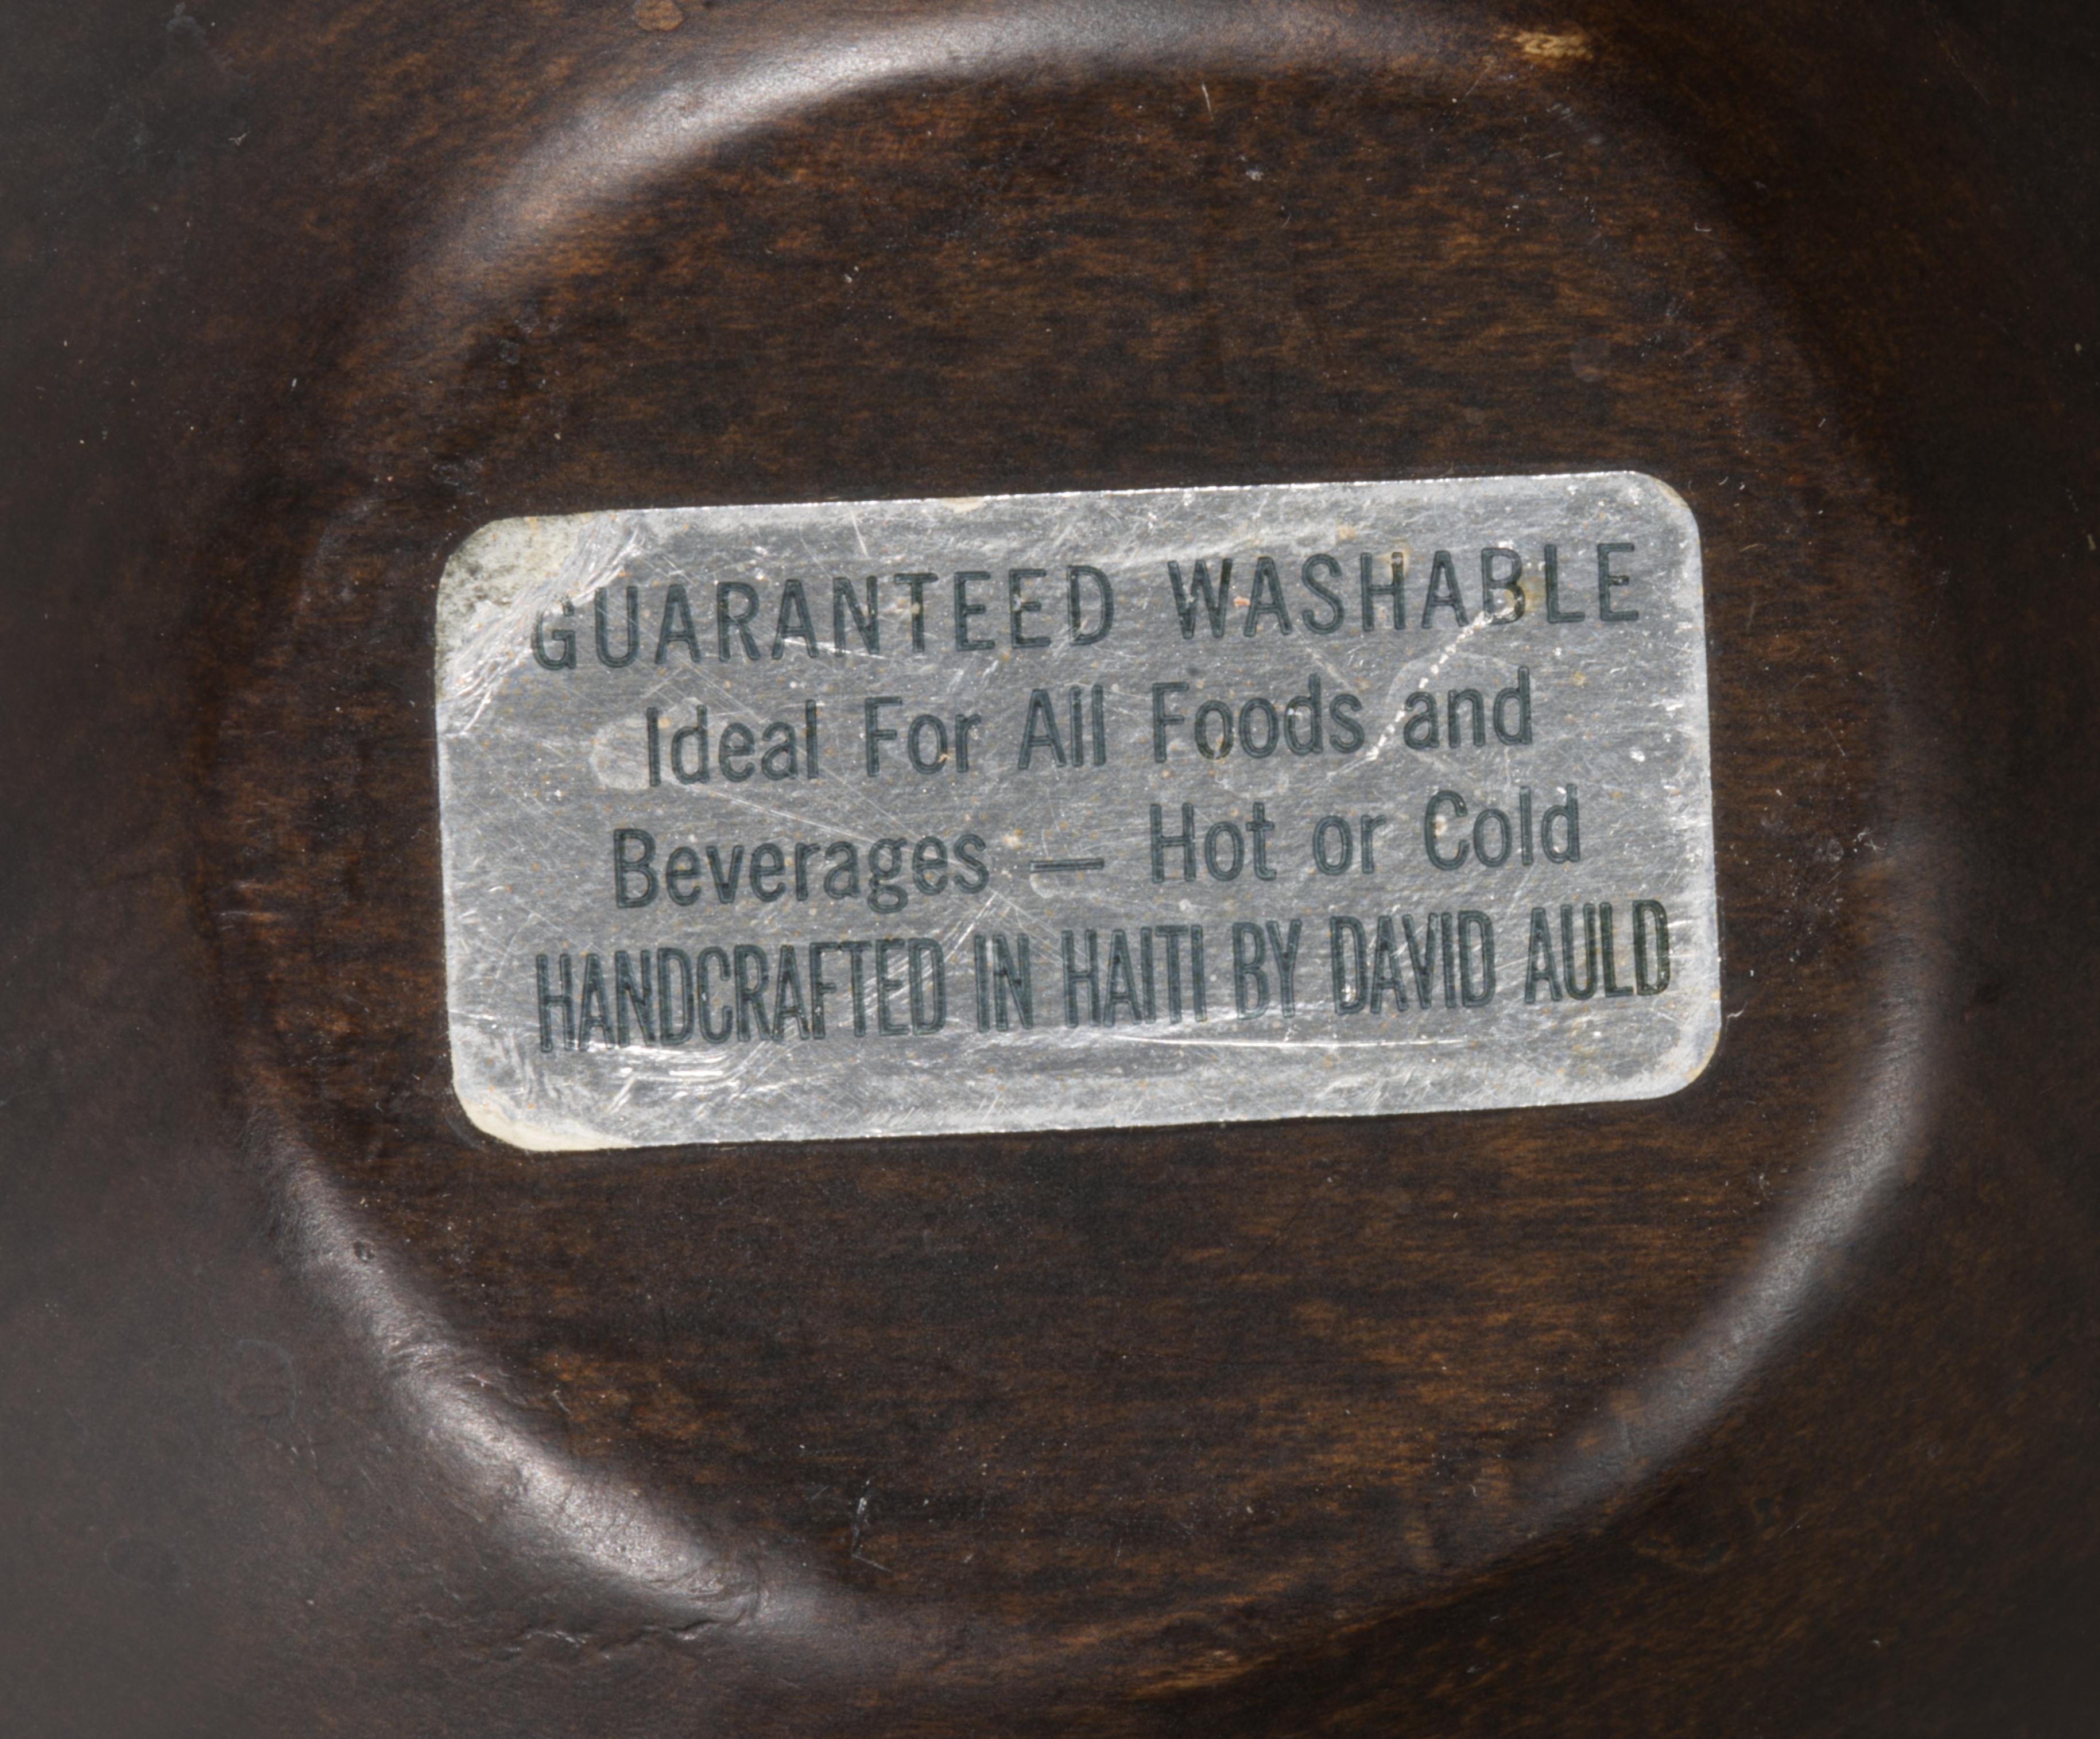 GUARANTEED WASHABLE
Ideal For All Foods and
Beverages — Hot or Cold
HANDCRAFTED IN HAITI BY DAVID AULD